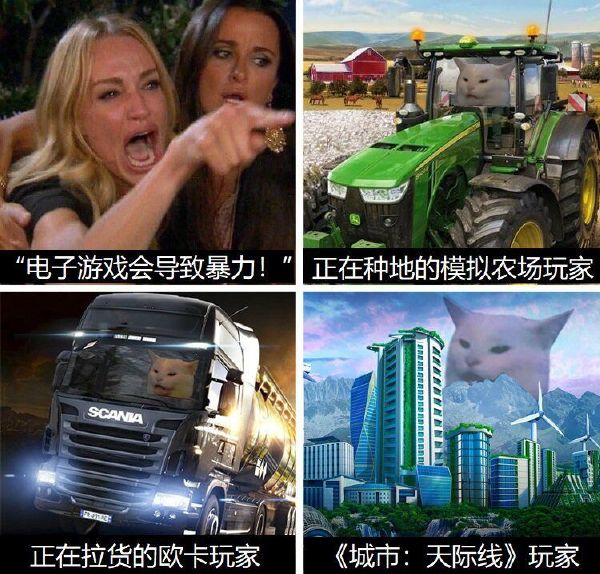 “电子游戏会导致暴力！”
正在种地的模拟农场玩家
SCANIA
正在拉货的欧卡玩家
《城市：天际线》玩家